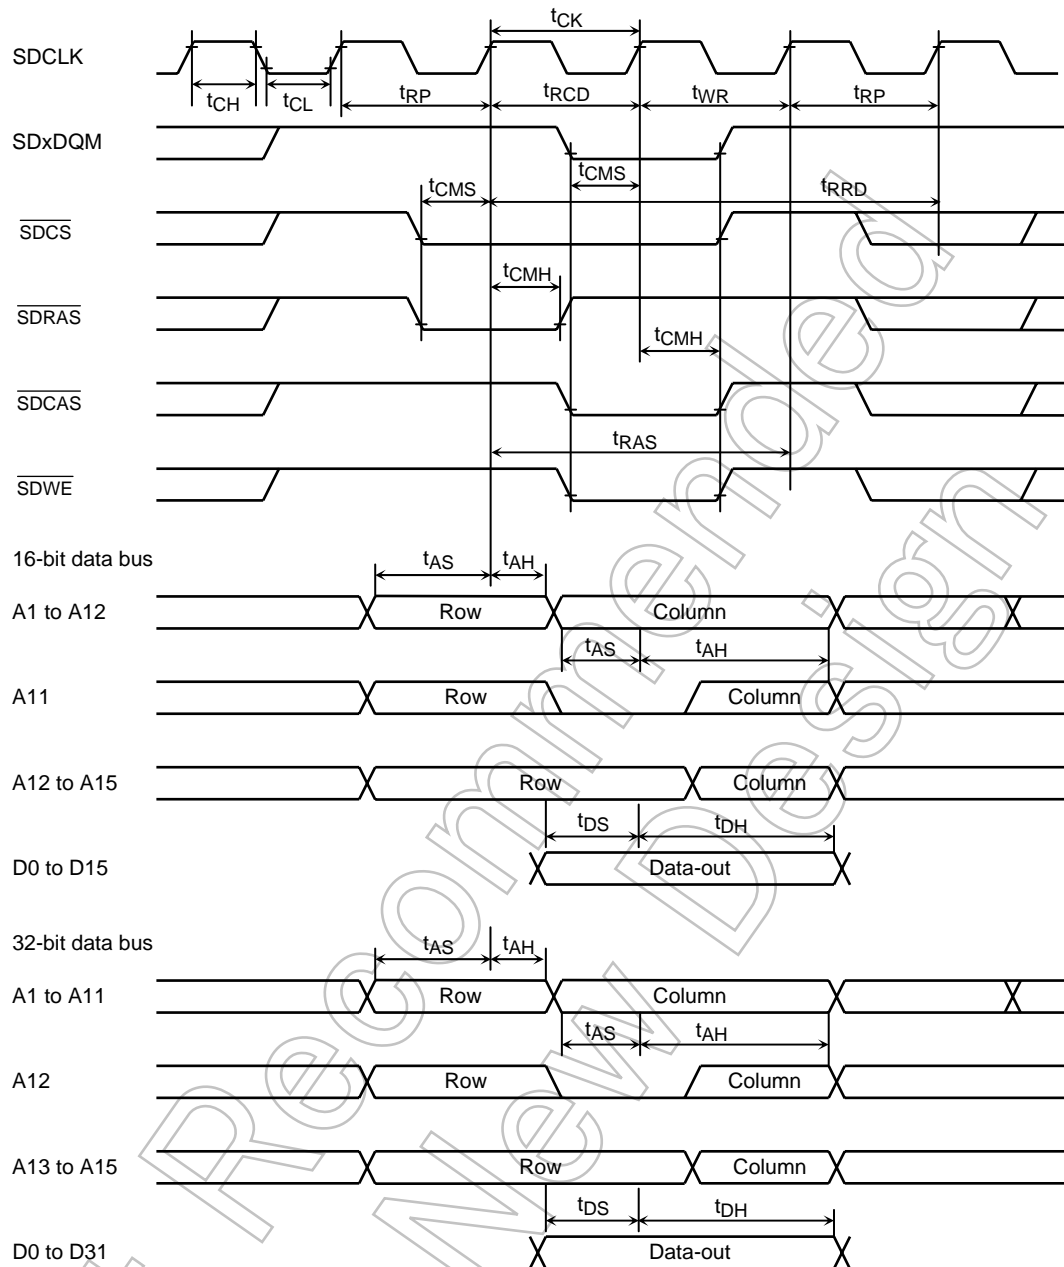 tCK
SDCLK
tCH tCL tRP tRCD tWR tRP
SDxDQM
tCMS tCMS tRRD
SDCS
tCMH
SDRAS
tCMH
SDCAS
tRAS
SDWE
16-bit data bus
tAS tAH
A1 to A12 Row Column
tAS tAH
A11 Row Column
A12 to A15 Row Column
tDS tDH
D0 to D15 Data-out
32-bit data bus
tAS tAH
A1 to A11 Row Column
tAS tAH
A12 Row Column
A13 to A15 Row Column
tDS tDH
D0 to D31 Data-out
Recommended
New Design